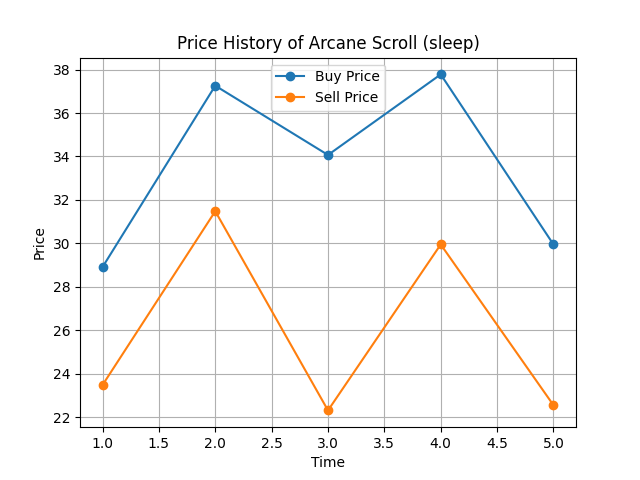 Price History of Arcane Scroll (sleep)
Buy Price
Sell Price
38
36
34
32
30
28
26
24
22
Price
1.0 1.5 2.0 2.5 3.0 3.5 4.0 4.5 5.0
Time